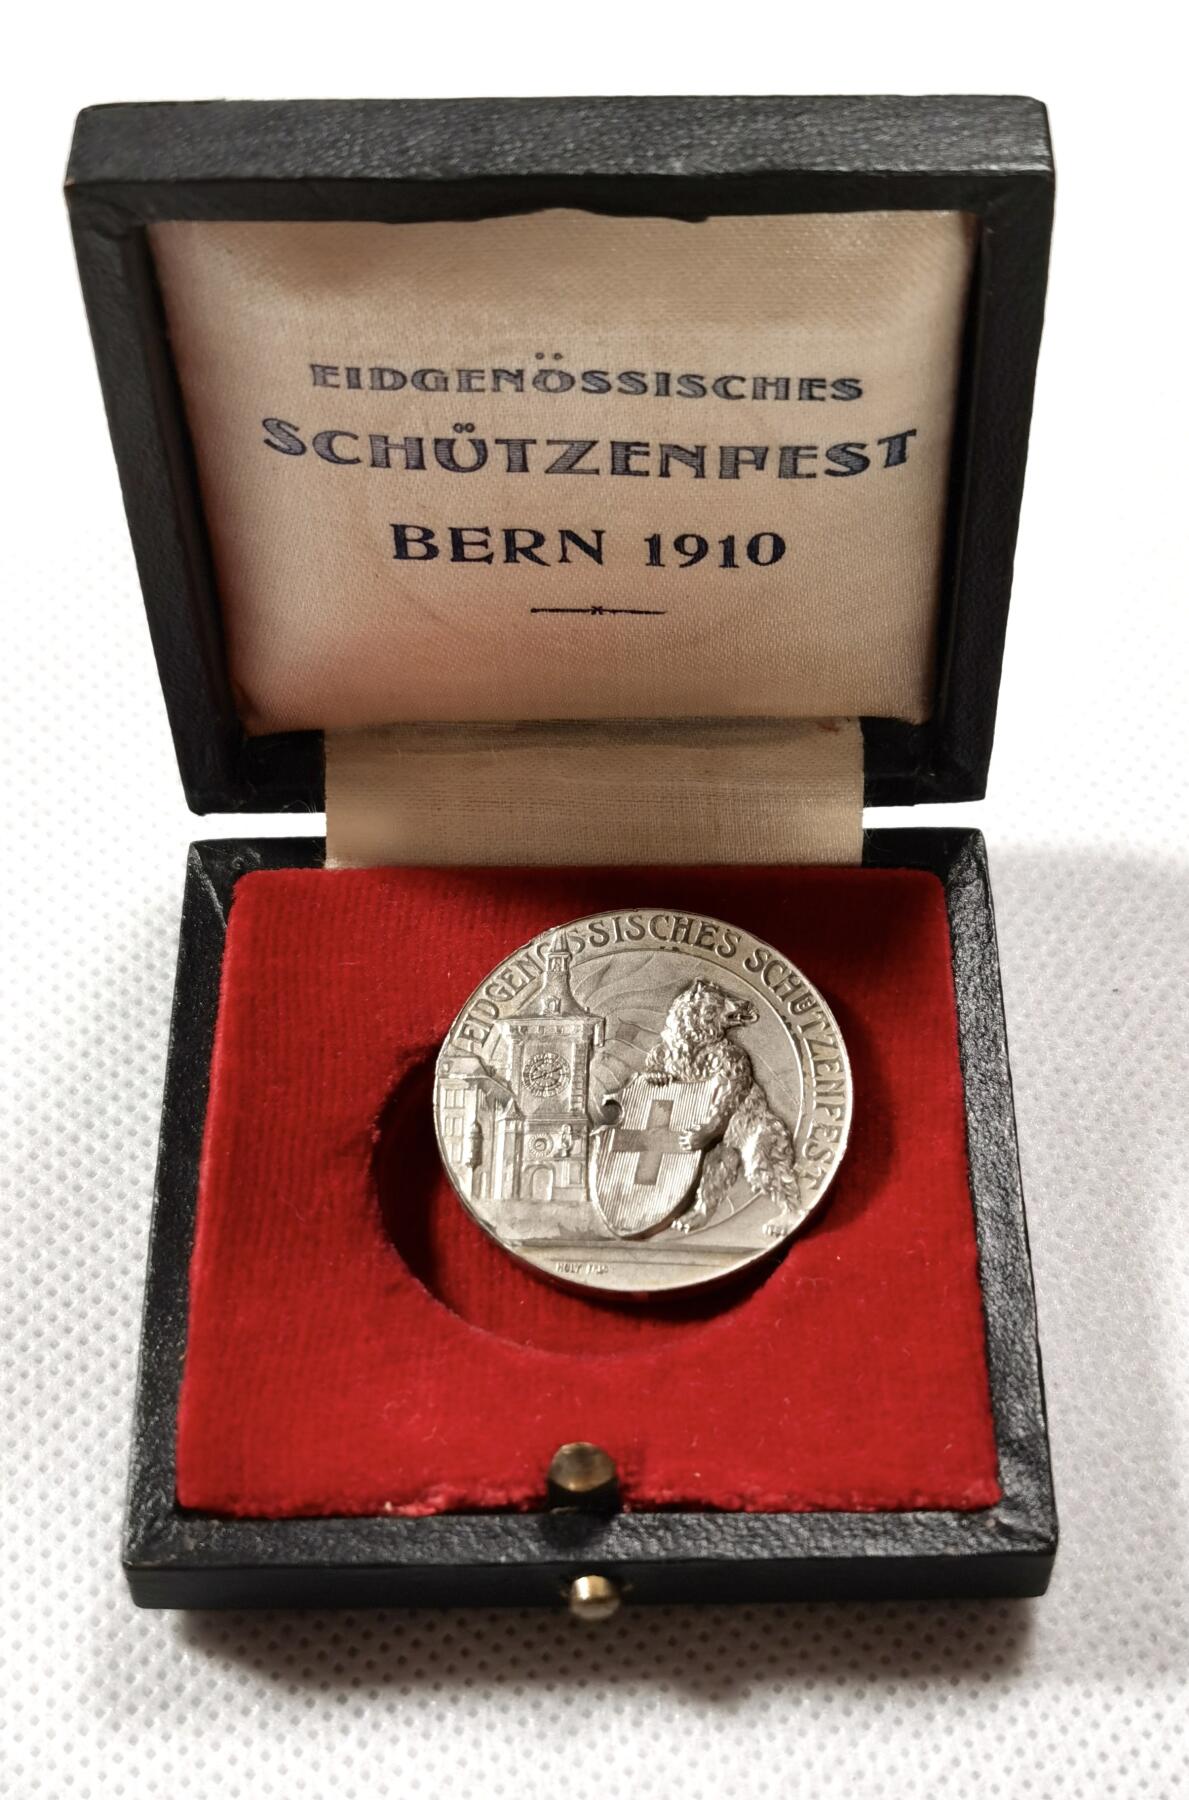 EIDGENÖSSISCHES
SCHÜTZENFEST
BERN 1910
EIDGENÖSSISCHES SCHÜTZENFEST